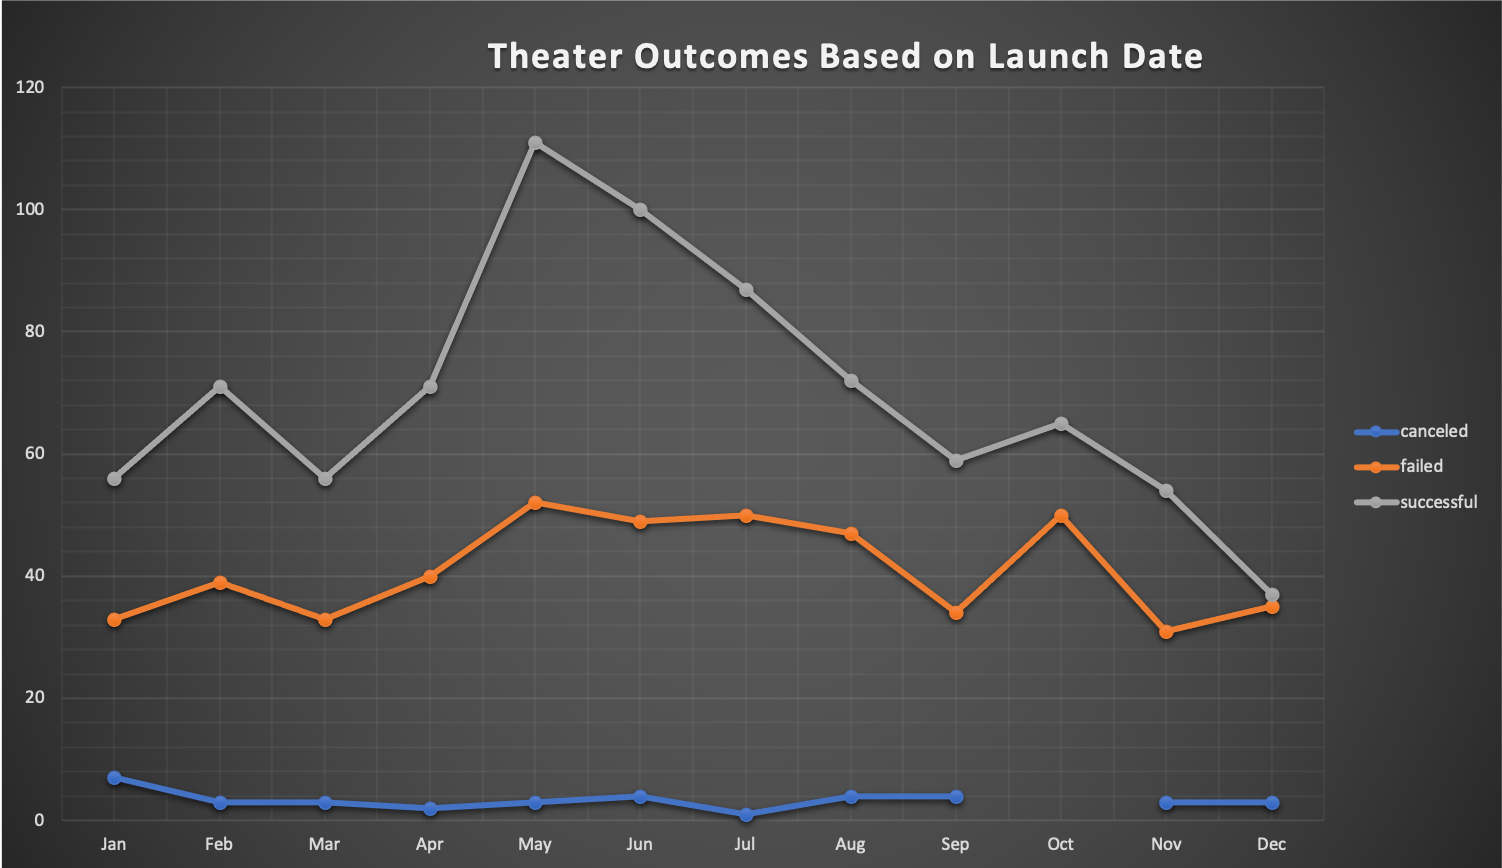 Theater Outcomes Based on Launch Date
120
100
80
60
40
20
0
Jan Feb Mar Apr May Jun Jul Aug Sep Oct Nov Dec
canceled
failed
successful